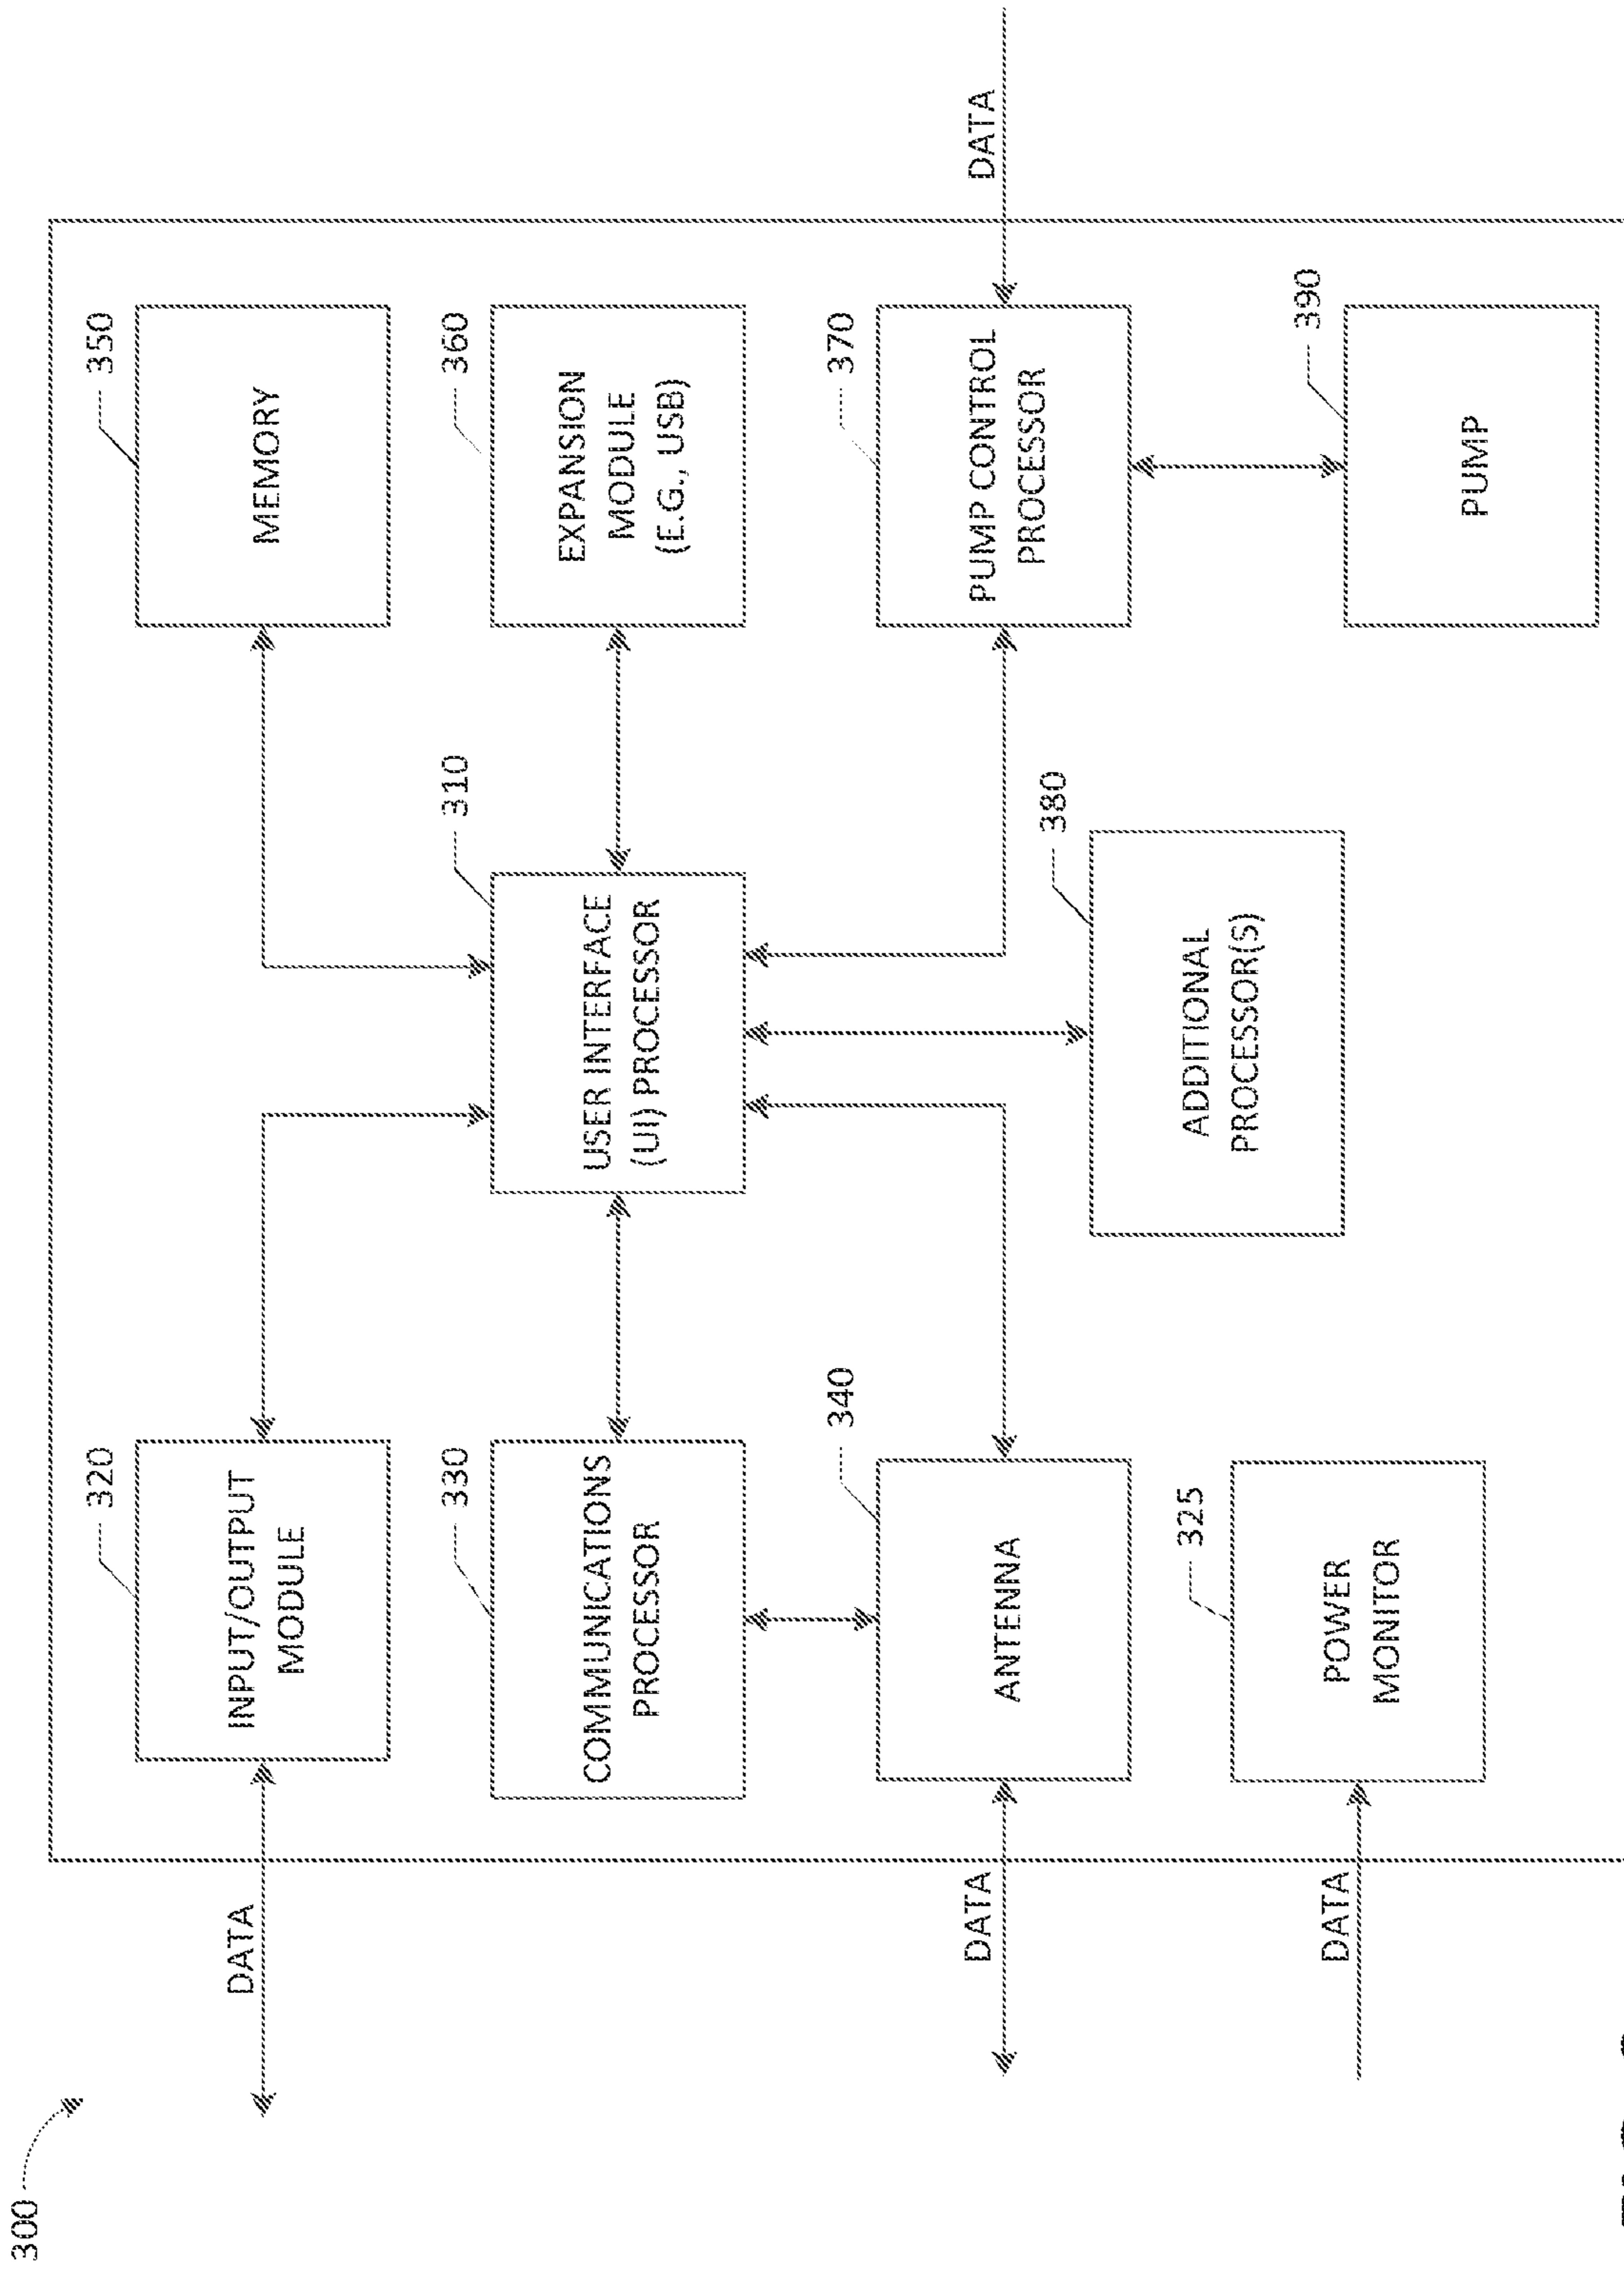 300
320
INPUT/OUTPUT
MODULE
DATA
350
MEMORY
310
USER INTERFACE
(UI) PROCESSOR
330
COMMUNICATIONS
PROCESSOR
360
EXPANSION
MODULE
(E.G., USB)
340
ANTENNA
DATA
370
PUMP CONTROL
PROCESSOR
DATA
380
ADDITIONAL
PROCESSOR(S)
325
POWER
MONITOR
DATA
390
PUMP